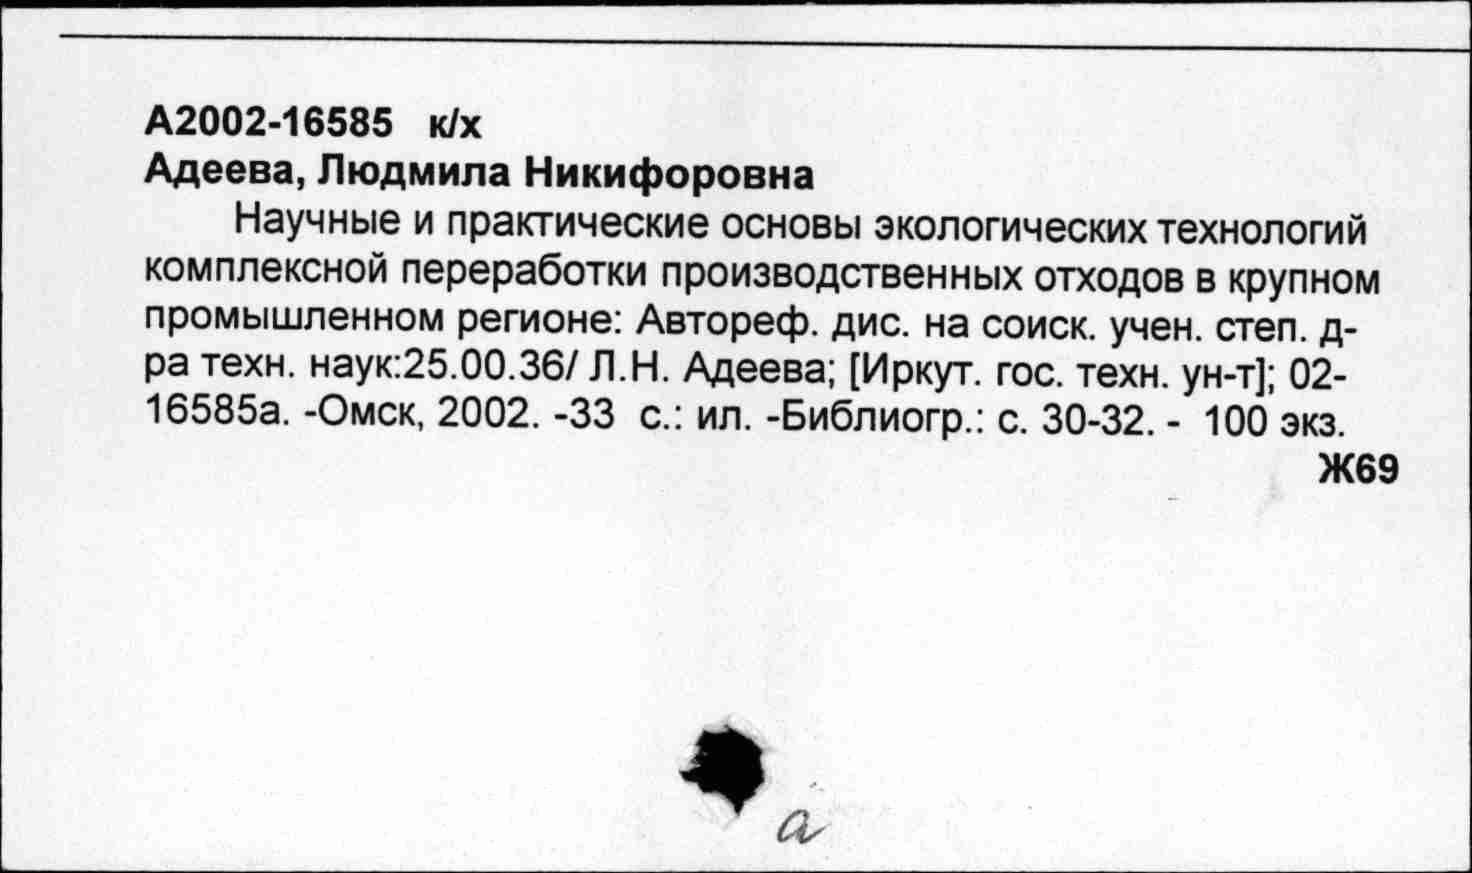 А2002-16585 к/х
Адеева, Людмила Никифоровна
Научные и практические основы экологических технологий
комплексной переработки производственных отходов в крупном
промышленном регионе: Автореф. дис. на соиск. учен. степ. д-
ра техн. наук:25.00.36/ Л.Н. Адеева; [Иркут. гос. техн. ун-т]; 02-
16585а. -Омск, 2002. -33 с.: ил. -Библиогр.: с. 30-32. - 100 экз.
Ж69
а